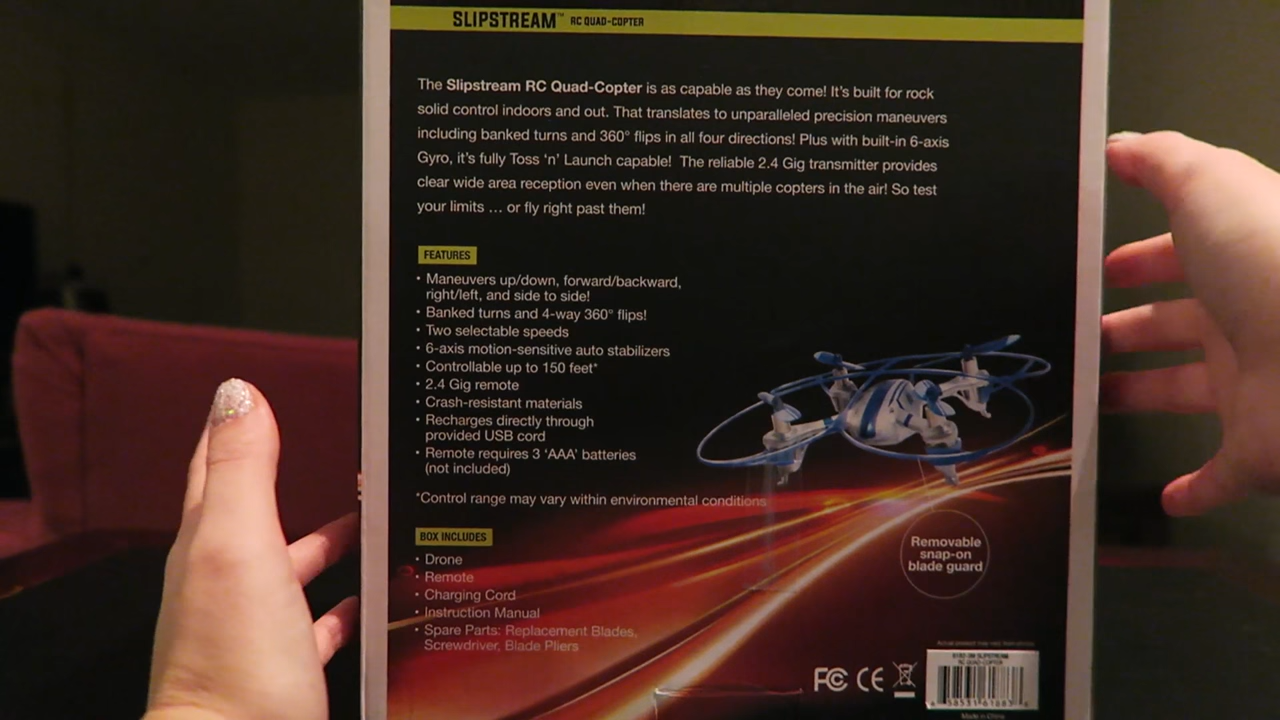 SLIPSTREAM™ RC QUAD-COPTER
The Slipstream RC Quad-Copter is as capable as they come! It's built for rock
solid control indoors and out. That translates to unparalleled precision maneuvers
including banked turns and 360° flips in all four directions! Plus with built-in 6-axis
Gyro, it's fully Toss 'n' Launch capable! The reliable 2.4 Gig transmitter provides
clear wide area reception even when there are multiple copters in the air! So test
your limits ... or fly right past them!
FEATURES
• Maneuvers up/down, forward/backward,
right/left, and side to side!
• Banked turns and 4-way 360° flips!
• Two selectable speeds
• 6-axis motion-sensitive auto stabilizers
• Controllable up to 150 feet*
• 2.4 Gig remote
• Crash-resistant materials
• Recharges directly through
provided USB cord
• Remote requires 3 'AAA' batteries
(not included)
*Control range may vary within environmental conditions
BOX INCLUDES
• Drone
• Remote
• Charging Cord
• Instruction Manual
• Spare Parts: Replacement Blades,
Screwdriver, Blade Pliers
Removable
snap-on
blade guard
FC CE
RC QUAD-COPTER
Made in China